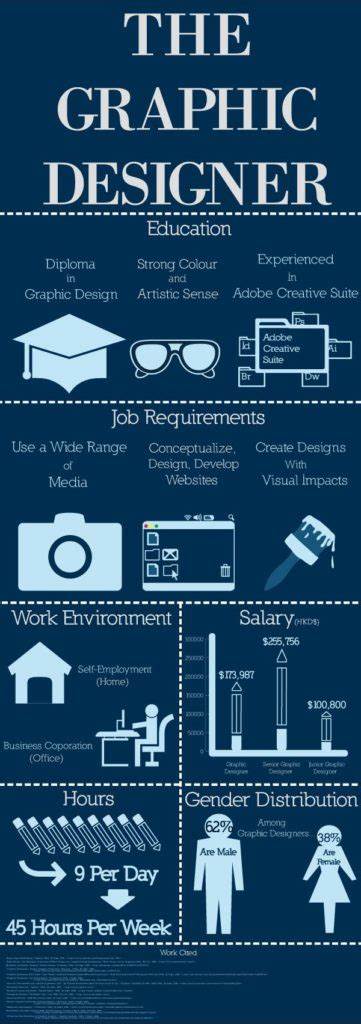 THE
GRAPHIC
DESIGNER
Education
Diploma
in
Graphic Design
Strong Colour
and
Artistic Sense
Experienced
in
Adobe Creative Suite
Ps
Id
Adobe
Creative
Suite
Ai
Br
Dw
Job Requirements
Use a Wide Range
of
Media
Conceptualize,
Design, Develop
Websites
Create Designs
With
Visual Impacts
Work Environment
Self-Employment
(Home)
Business Coporation
(Office)
Salary(HKD$)
300000
250000
200000
150000
100000
50000
0
$173,987
$255,756
$100,800
Graphic
Designer
Senior Graphic
Designer
Junior Graphic
Designer
Hours
9 Per Day
45 Hours Per Week
Gender Distribution
Among
Graphic Designers...
62%
Are Male
38%
Are
Female
Work Cited